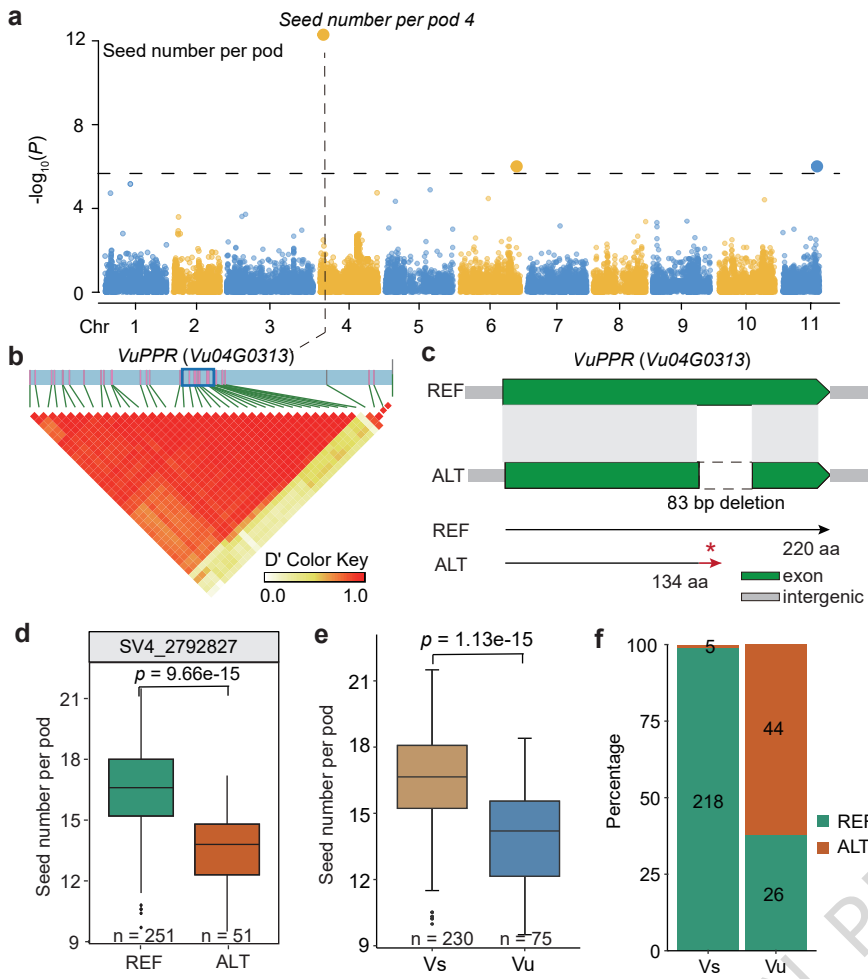 a
Seed number per pod 4
Seed number per pod
12
8
4
0
-log10(P)
Chr
1 2 3 4 5 6 7 8 9 10 11
b
VuPPR (Vu04G0313)
D' Color Key
0.0 1.0
c
VuPPR (Vu04G0313)
REF
ALT
83 bp deletion
REF
220 aa
ALT
*
134 aa
exon
intergenic
d
SV4_2792827
p = 9.66e-15
Seed number per pod
21
18
15
12
9
n = 251 n = 51
REF ALT
e
p = 1.13e-15
Seed number per pod
21
18
15
12
9
n = 230 n = 75
Vs Vu
f
Percentage
100
75
50
25
0
5
218
44
26
REF
ALT
Vs Vu